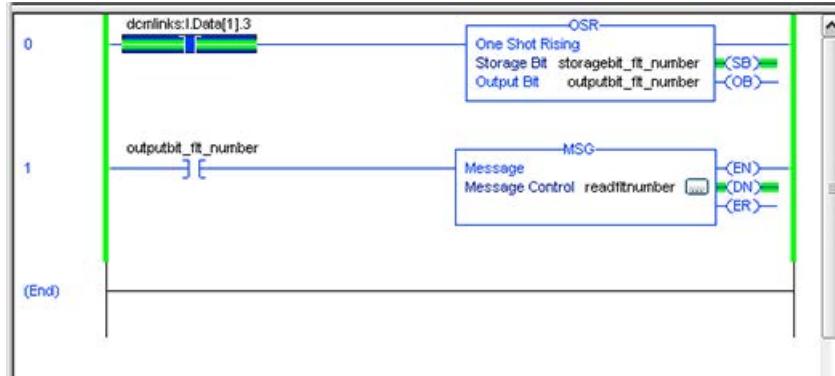 dcmlinks:I.Data[1].3
OSR
0
One Shot Rising
Storage Bit storagebit_flt_number
(SB)
Output Bit outputbit_flt_number
(OB)
outputbit_flt_number
MSG
1
Message
(EN)
Message Control readfltnumber ...
(DN)
(ER)
(End)